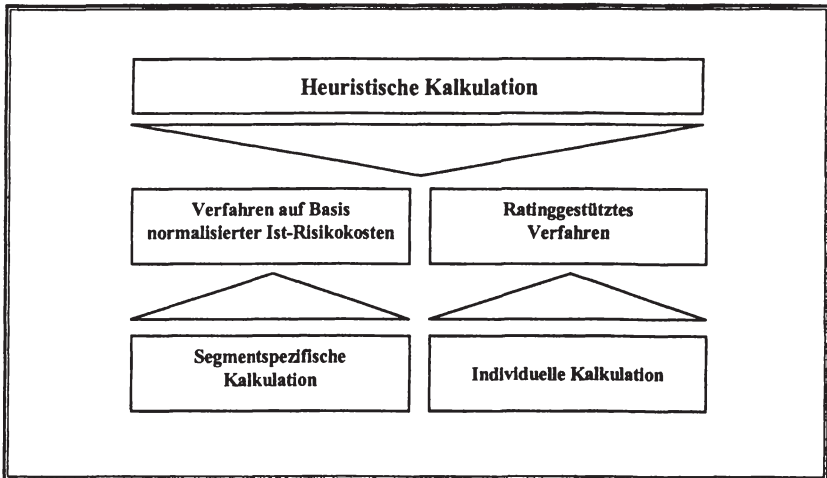 Heuristische Kalkulation
Verfahren auf Basis
normalisierter Ist-Risikokosten
Ratinggestütztes
Verfahren
Segmentspezifische
Kalkulation
Individuelle Kalkulation